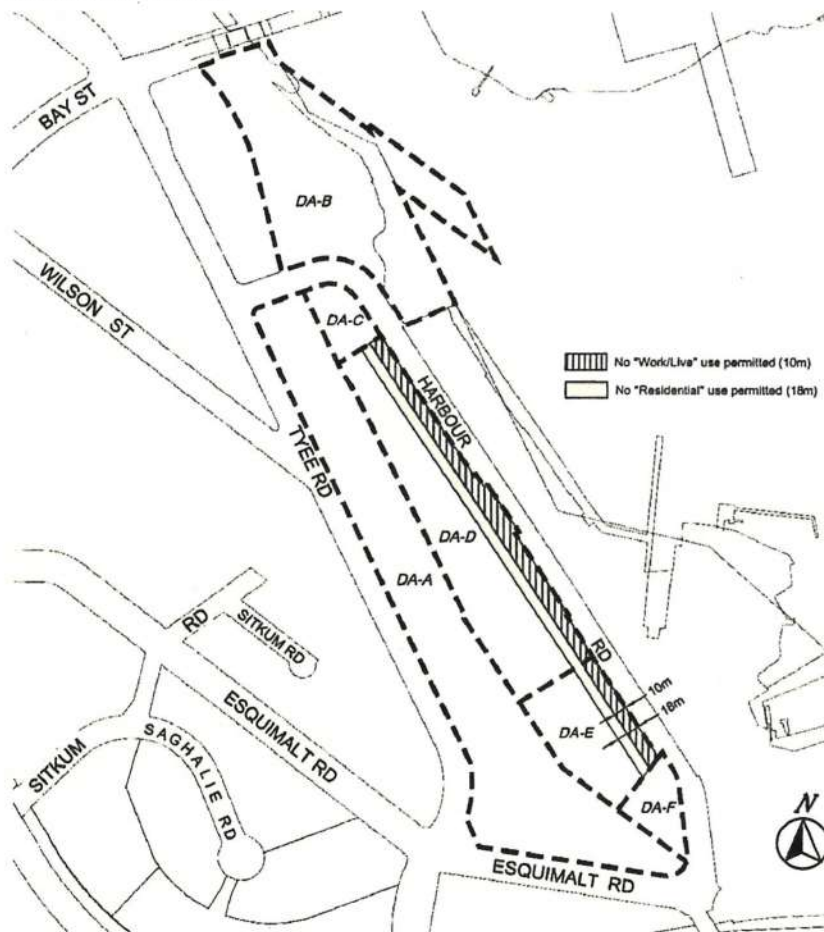 BAY ST
DA-B
WILSON ST
DA-C
No "Work/Live" use permitted (10m)
No "Residential" use permitted (18m)
HARBOUR
RD
TYEE RD
DA-D
DA-A
SITKUM RD
RD
ESQUIMALT RD
10m
18m
DA-E
SAGHALIE RD
SITKUM
DA-F
N
ESQUIMALT RD